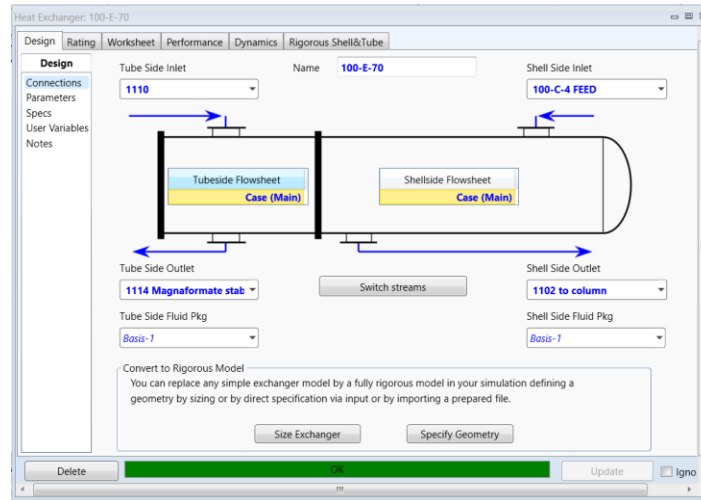 Heat Exchanger: 100-E-70
Design Rating Worksheet Performance Dynamics Rigorous Shell&Tube
Design
Connections
Parameters
Specs
User Variables
Notes
Tube Side Inlet
1110
Name 100-E-70
Shell Side Inlet
100-C-4 FEED
Tubeside Flowsheet
Case (Main)
Shellside Flowsheet
Case (Main)
Tube Side Outlet
1114 Magnaformate stab
Switch streams
Shell Side Outlet
1102 to column
Tube Side Fluid Pkg
Basis-1
Shell Side Fluid Pkg
Basis-1
Convert to Rigorous Model
You can replace any simple exchanger model by a fully rigorous model in your simulation defining a
geometry by sizing or by direct specification via input or by importing a prepared file.
Size Exchanger Specify Geometry
Delete OK Update Igno